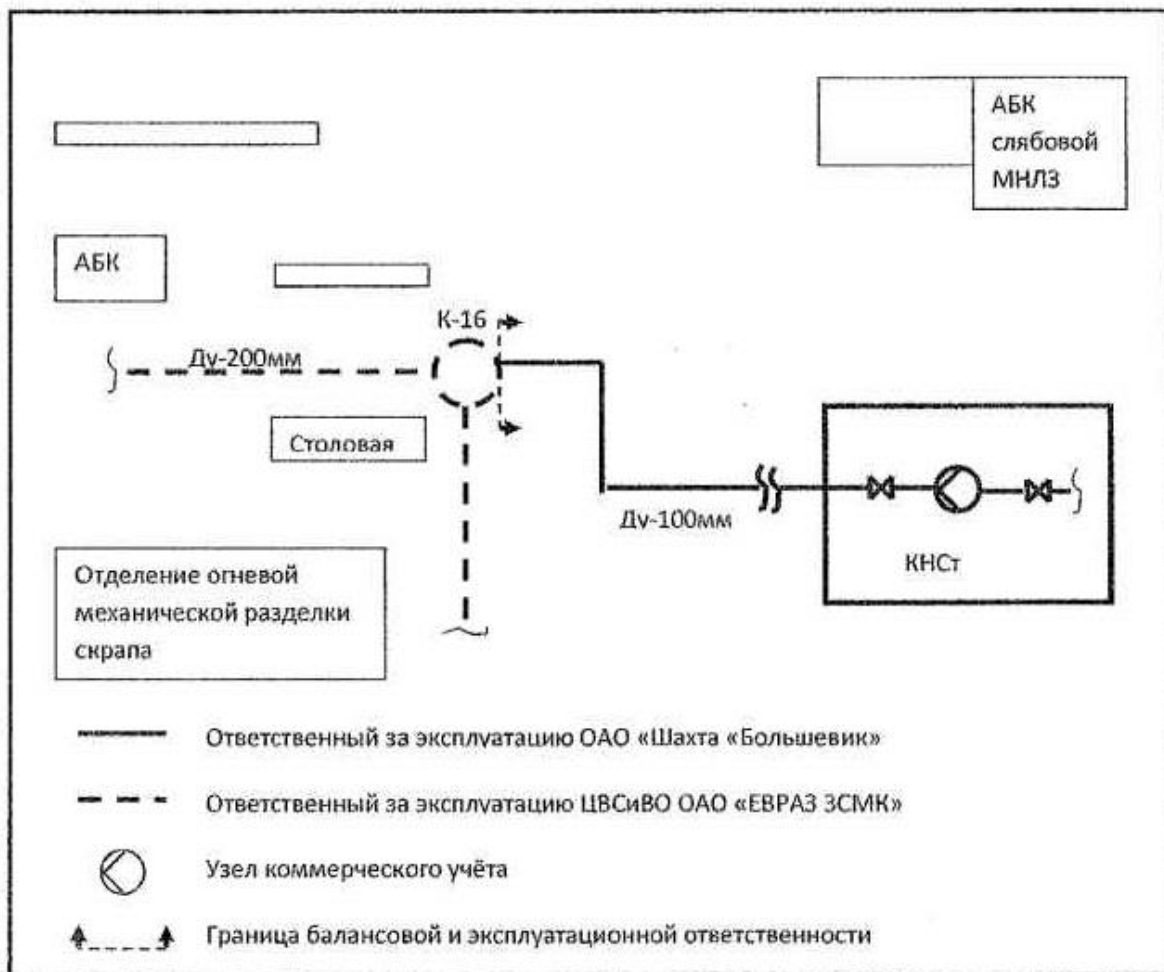 АБК
слябовой
МНЛЗ
АБК
К-16
Ду-200мм
Столовая
Ду-100мм
КНСт
Отделение огневой
механической разделки
скрапа
Ответственный за эксплуатацию ОАО «Шахта «Большевик»
Ответственный за эксплуатацию ЦВСиВО ОАО «ЕВРАЗ ЗСМК»
Узел коммерческого учёта
Граница балансовой и эксплуатационной ответственности